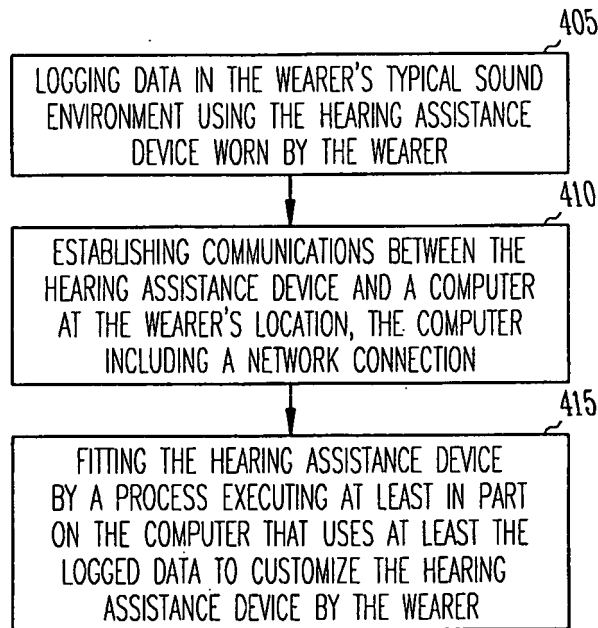 405
LOGGING DATA IN THE WEARER'S TYPICAL SOUND
ENVIRONMENT USING THE HEARING ASSISTANCE
DEVICE WORN BY THE WEARER
410
ESTABLISHING COMMUNICATIONS BETWEEN THE
HEARING ASSISTANCE DEVICE AND A COMPUTER
AT THE WEARER'S LOCATION, THE COMPUTER
INCLUDING A NETWORK CONNECTION
415
FITTING THE HEARING ASSISTANCE DEVICE
BY A PROCESS EXECUTING AT LEAST IN PART
ON THE COMPUTER THAT USES AT LEAST THE
LOGGED DATA TO CUSTOMIZE THE HEARING
ASSISTANCE DEVICE BY THE WEARER